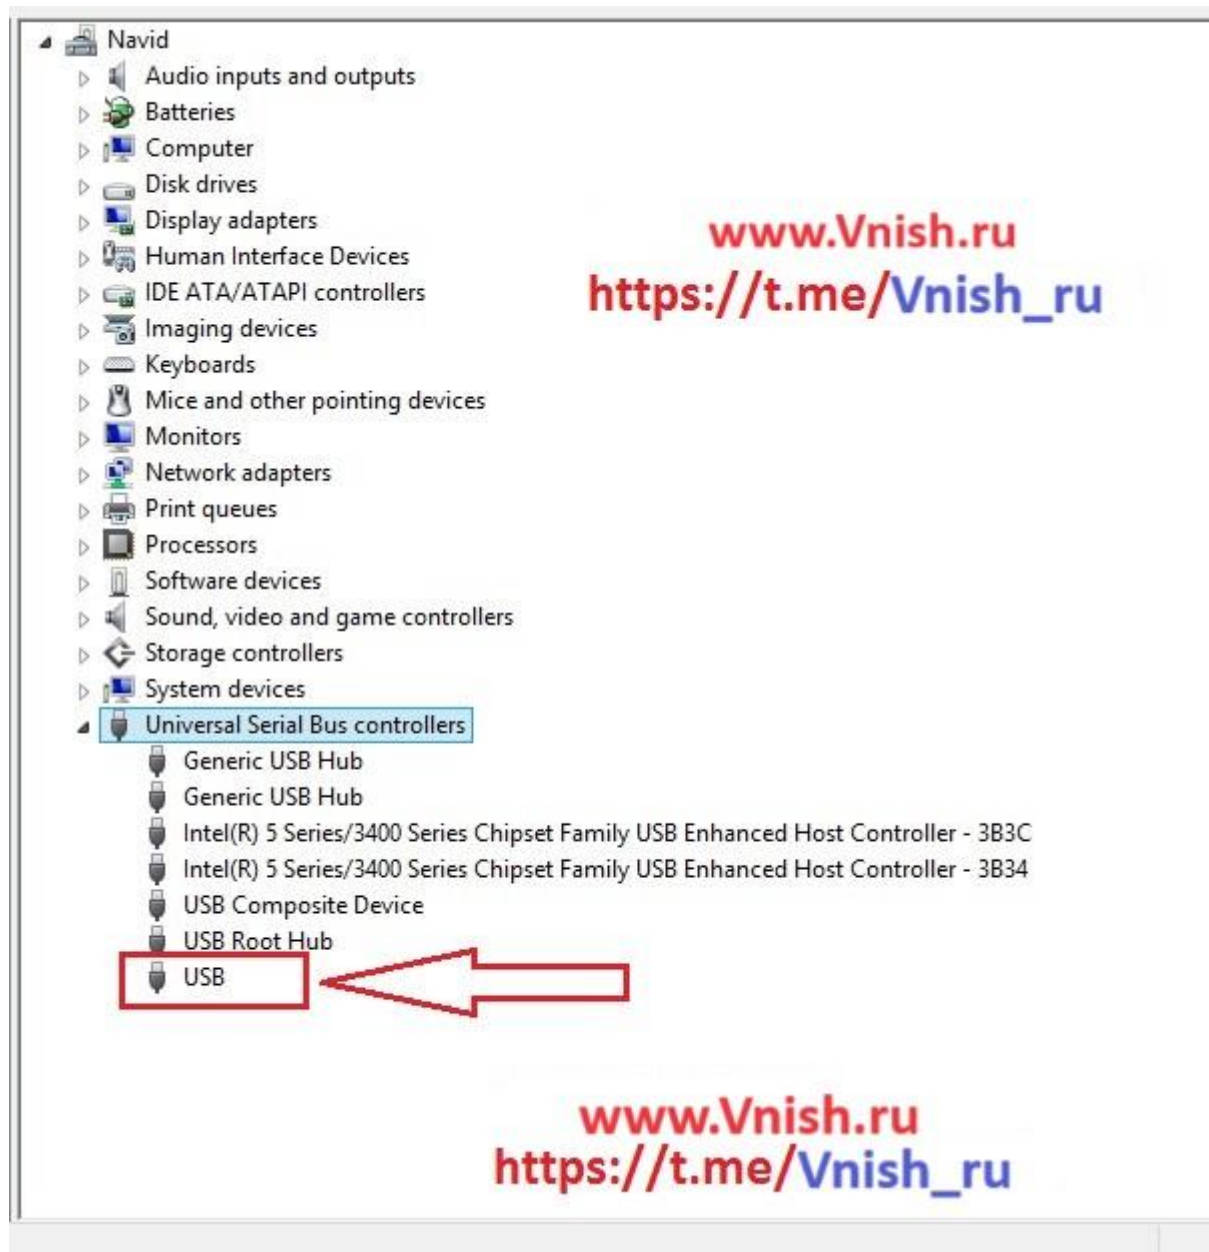 Navid
Audio inputs and outputs
Batteries
Computer
Disk drives
Display adapters
www.Vnish.ru
Human Interface Devices
https://t.me/Vnish_ru
IDE ATA/ATAPI controllers
Imaging devices
Keyboards
Mice and other pointing devices
Monitors
Network adapters
Print queues
Processors
Software devices
Sound, video and game controllers
Storage controllers
System devices
Universal Serial Bus controllers
Generic USB Hub
Generic USB Hub
Intel(R) 5 Series/3400 Series Chipset Family USB Enhanced Host Controller - 3B3C
Intel(R) 5 Series/3400 Series Chipset Family USB Enhanced Host Controller - 3B34
USB Composite Device
USB Root Hub
USB
www.Vnish.ru
https://t.me/Vnish_ru